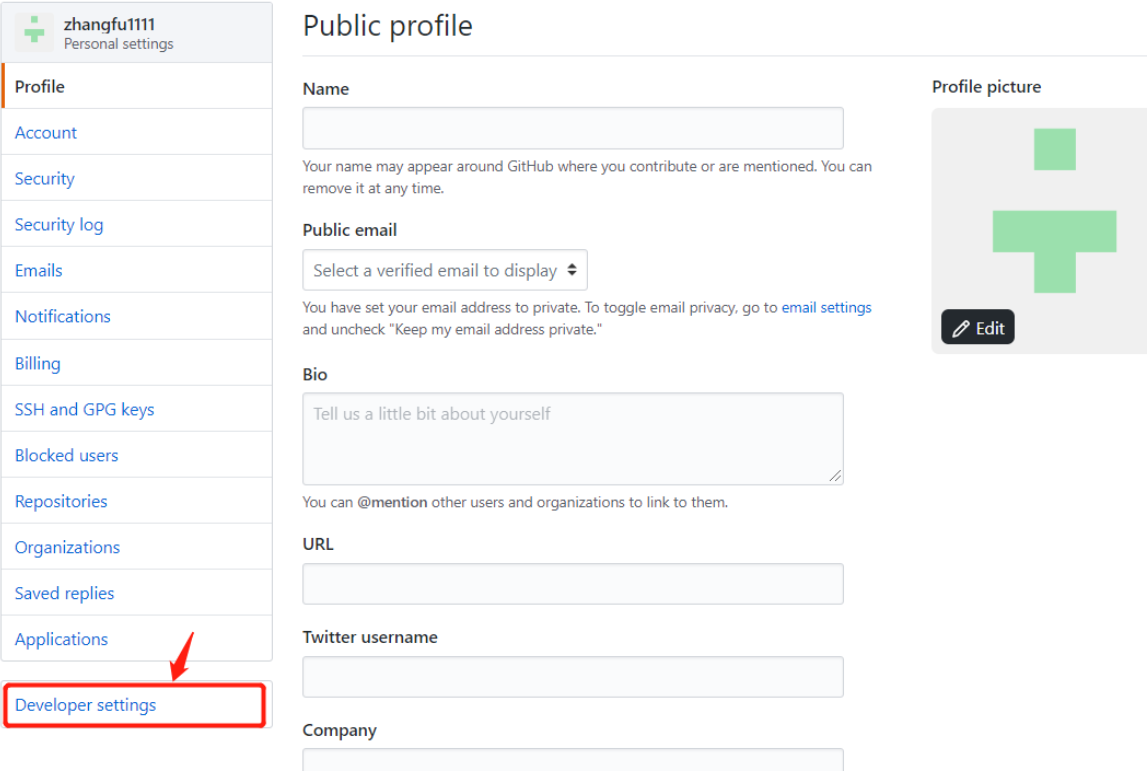 zhangfu1111
Personal settings
Profile
Account
Security
Security log
Emails
Notifications
Billing
SSH and GPG keys
Blocked users
Repositories
Organizations
Saved replies
Applications
Developer settings
Public profile
Name
Your name may appear around GitHub where you contribute or are mentioned. You can
remove it at any time.
Public email
Select a verified email to display
You have set your email address to private. To toggle email privacy, go to email settings
and uncheck "Keep my email address private."
Bio
Tell us a little bit about yourself
You can @mention other users and organizations to link to them.
URL
Twitter username
Company
Profile picture
Edit